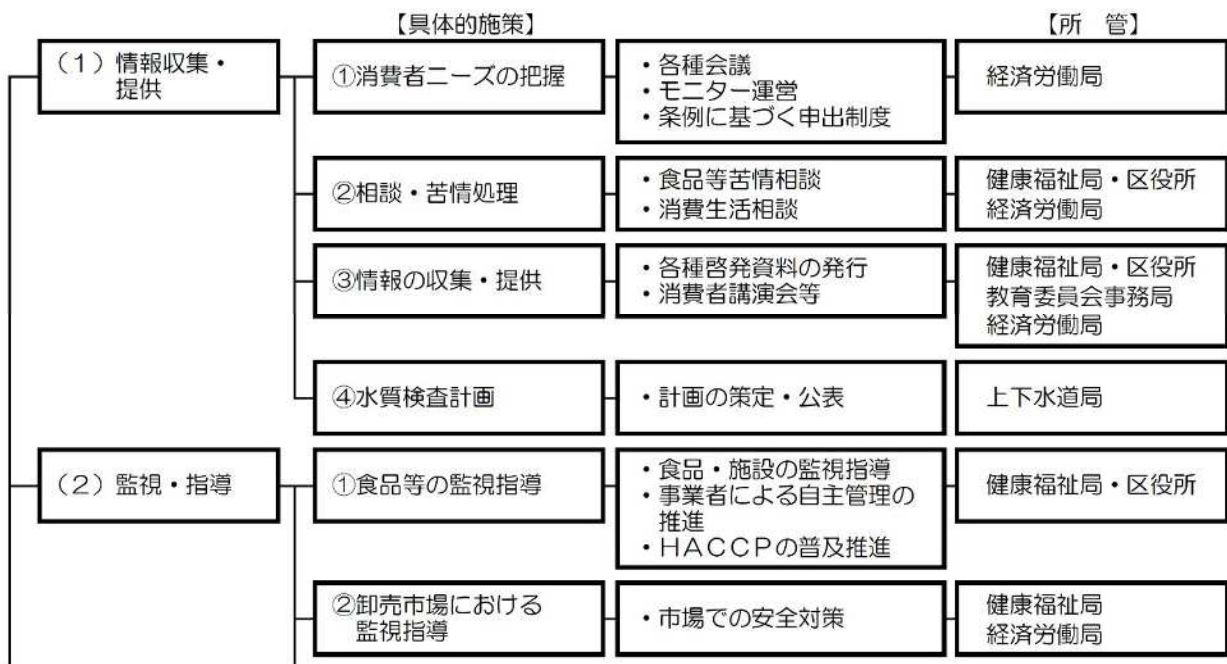 【具体的施策】
【所　管】
（１）情報収集・
提供
①消費者ニーズの把握
・各種会議
・モニター運営
・条例に基づく申出制度
経済労働局
②相談・苦情処理
・食品等苦情相談
・消費生活相談
健康福祉局・区役所
経済労働局
③情報の収集・提供
・各種啓発資料の発行
・消費者講演会等
健康福祉局・区役所
教育委員会事務局
経済労働局
④水質検査計画
・計画の策定・公表
上下水道局
（２）監視・指導
①食品等の監視指導
・食品・施設の監視指導
・事業者による自主管理の
推進
・ＨＡＣＣＰの普及推進
健康福祉局・区役所
②卸売市場における
監視指導
・市場での安全対策
健康福祉局
経済労働局